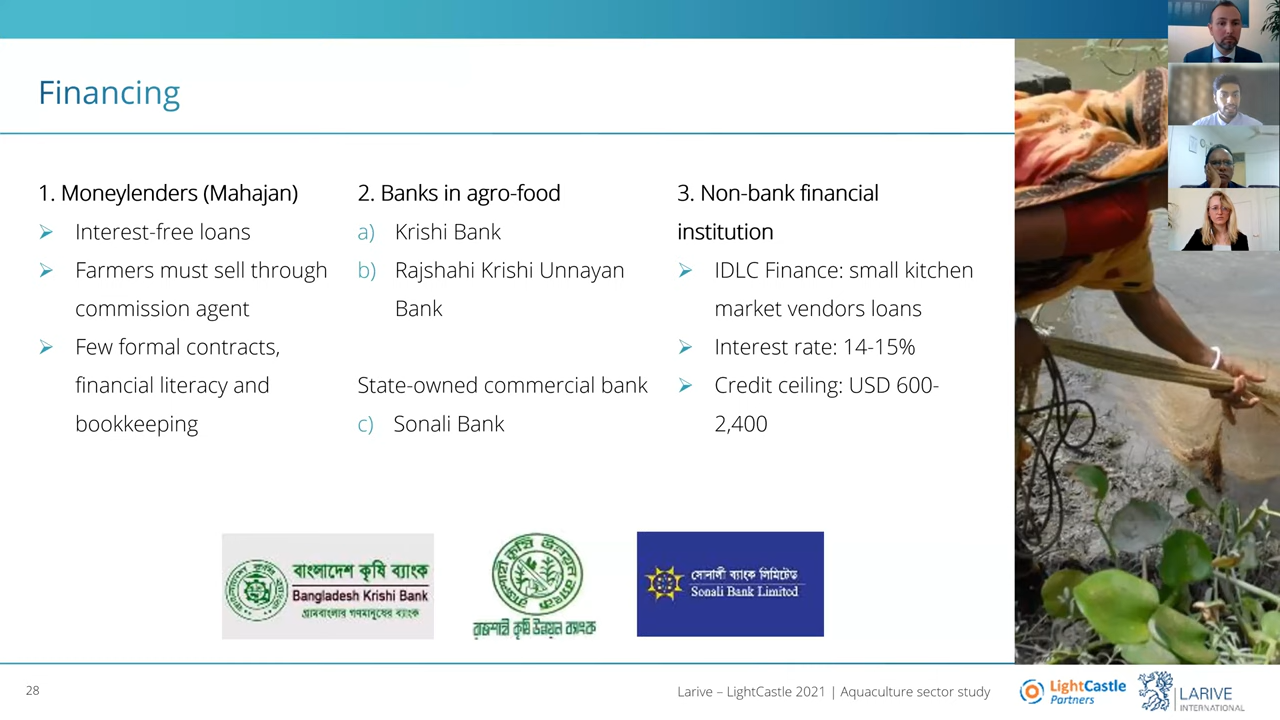 Financing
1. Moneylenders (Mahajan)
Interest-free loans
Farmers must sell through
commission agent
Few formal contracts,
financial literacy and
bookkeeping
2. Banks in agro-food
a) Krishi Bank
b) Rajshahi Krishi Unnayan
Bank
State-owned commercial bank
c) Sonali Bank
3. Non-bank financial
institution
IDLC Finance: small kitchen
market vendors loans
Interest rate: 14-15%
Credit ceiling: USD 600-
2,400
বাংলাদেশ কৃষি ব্যাংক
Bangladesh Krishi Bank
গ্রামবাংলার গণমানুষের ব্যাংক
রাজশাহী কৃষি উন্নয়ন ব্যাংক
সোনালী ব্যাংক লিমিটেড
Sonali Bank Limited
28
Larive – LightCastle 2021 | Aquaculture sector study
LightCastle
Partners
LARIVE
INTERNATIONAL